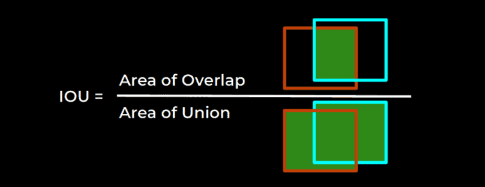 IOU =
Area of Overlap
Area of Union